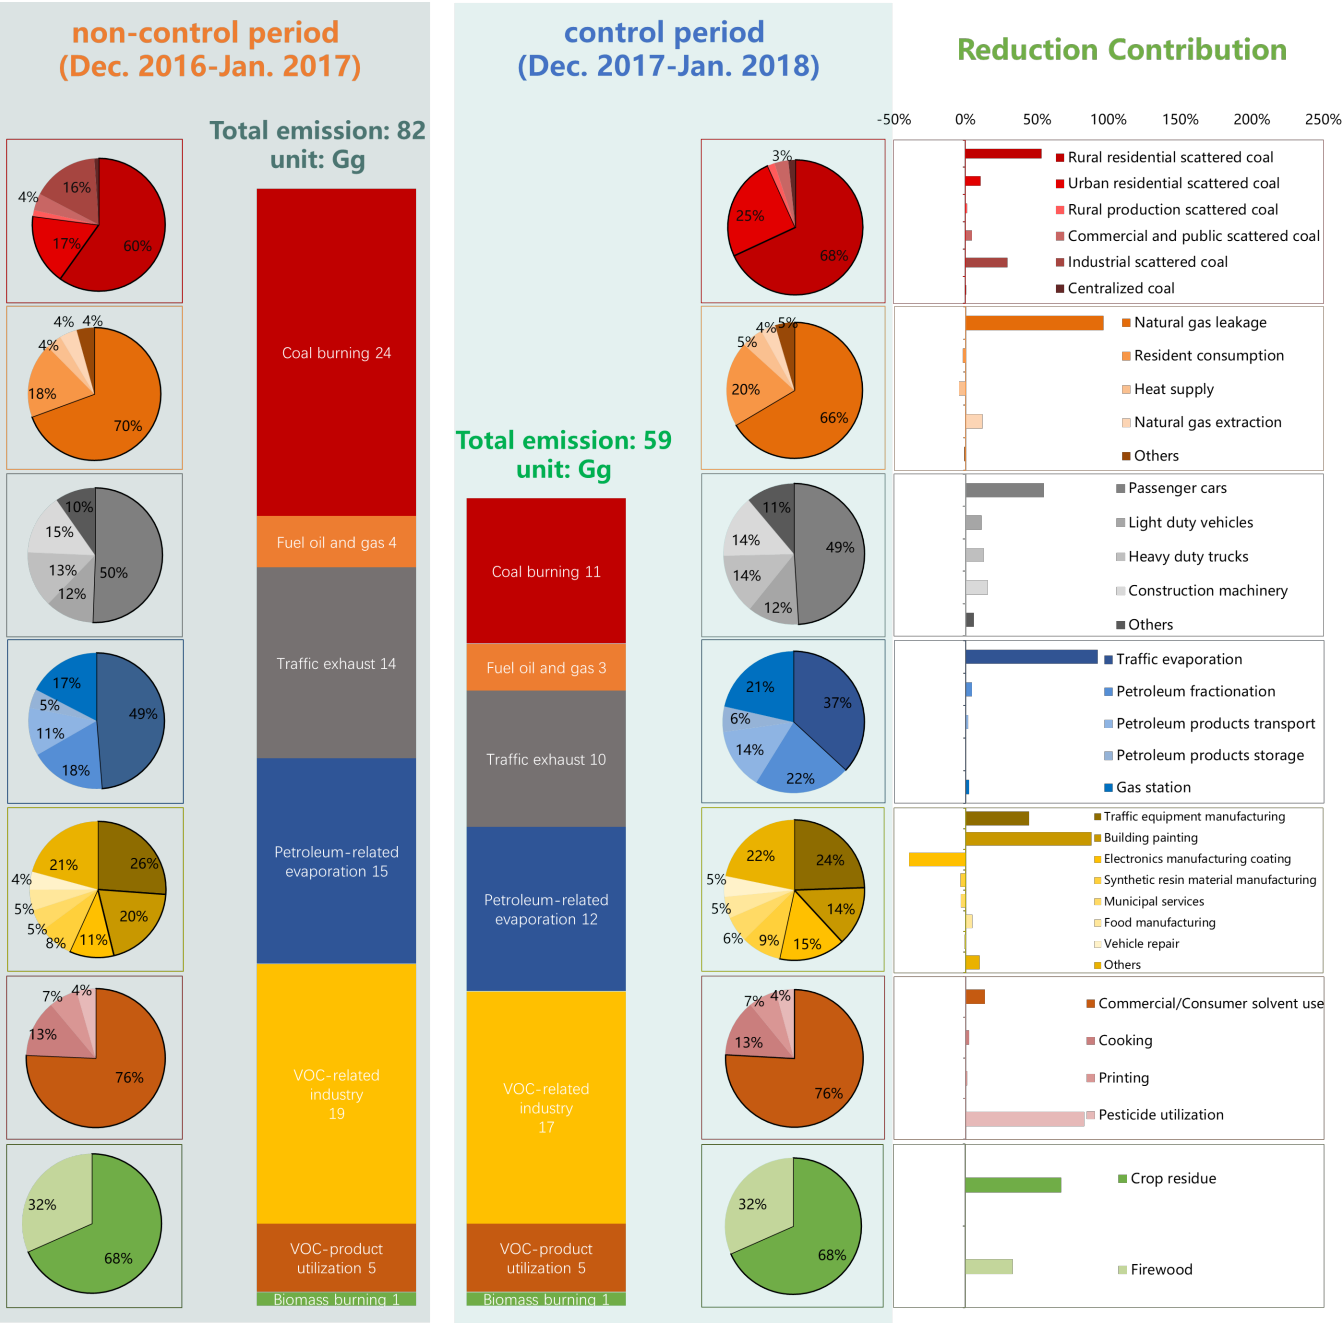 non-control period
(Dec. 2016-Jan. 2017)
control period
(Dec. 2017-Jan. 2018)
Reduction Contribution
Total emission: 82
unit: Gg
-50%
0%
50%
100%
150%
200%
250%
16%
4%
17%
60%
Coal burning 24
3%
25%
68%
Rural residential scattered coal
Urban residential scattered coal
Rural production scattered coal
Commercial and public scattered coal
Industrial scattered coal
Centralized coal
4%
4%
4%
18%
70%
5%
4%
5%
20%
66%
Natural gas leakage
Resident consumption
Heat supply
Natural gas extraction
Others
Total emission: 59
unit: Gg
10%
15%
13%
12%
50%
Fuel oil and gas 4
Traffic exhaust 14
Coal burning 11
11%
14%
14%
12%
49%
Passenger cars
Light duty vehicles
Heavy duty trucks
Construction machinery
Others
17%
5%
11%
18%
49%
Fuel oil and gas 3
Traffic exhaust 10
21%
6%
14%
22%
37%
Traffic evaporation
Petroleum fractionation
Petroleum products transport
Petroleum products storage
Gas station
21%
4%
5%
5%
8%
11%
20%
26%
Petroleum-related
evaporation 15
Petroleum-related
evaporation 12
22%
5%
5%
6%
9%
15%
14%
24%
Traffic equipment manufacturing
Building painting
Electronics manufacturing coating
Synthetic resin material manufacturing
Municipal services
Food manufacturing
Vehicle repair
Others
7%
4%
13%
76%
VOC-related
industry
19
VOC-related
industry
17
7%
4%
13%
76%
Commercial/Consumer solvent use
Cooking
Printing
Pesticide utilization
32%
68%
VOC-product
utilization 5
Biomass burning 1
VOC-product
utilization 5
Biomass burning 1
32%
68%
Crop residue
Firewood